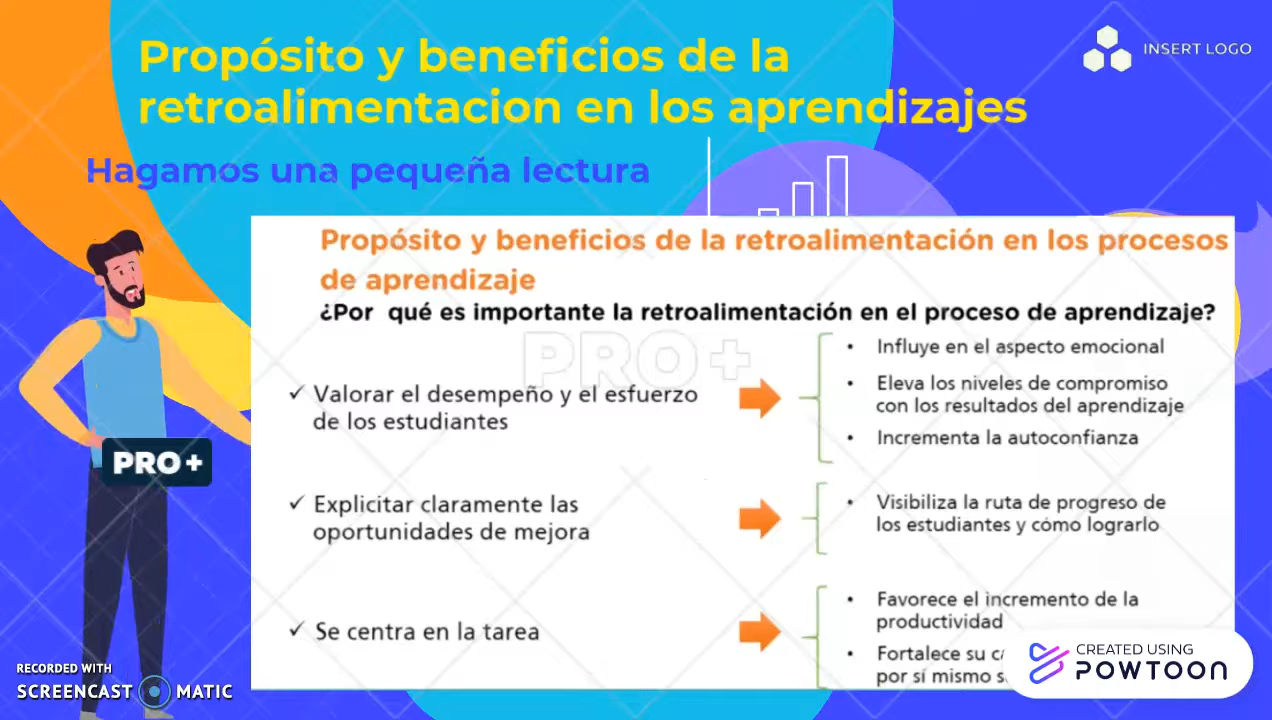 Propósito y beneficios de la
retroalimentacion en los aprendizajes
INSERT LOGO
Hagamos una pequeña lectura
Propósito y beneficios de la retroalimentación en los procesos
de aprendizaje
¿Por qué es importante la retroalimentación en el proceso de aprendizaje?
PRO+
✓ Valorar el desempeño y el esfuerzo
de los estudiantes
• Influye en el aspecto emocional
• Eleva los niveles de compromiso
con los resultados del aprendizaje
• Incrementa la autoconfianza
PRO+
✓ Explicitar claramente las
oportunidades de mejora
• Visibiliza la ruta de progreso de
los estudiantes y cómo lograrlo
✓ Se centra en la tarea
• Favorece el incremento de la
productividad
• Fortalece su
por sí mismo
CREATED USING
POWTOON
RECORDED WITH
SCREENCAST MATIC